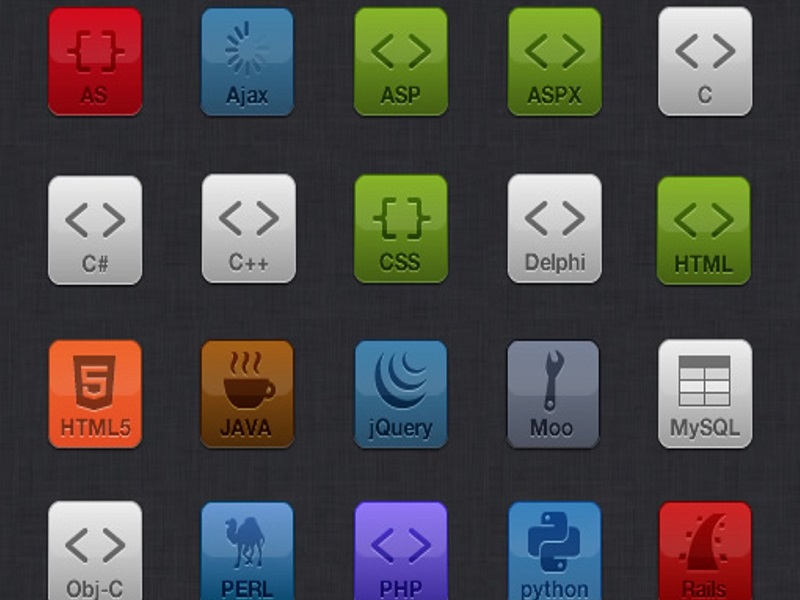 AS
Ajax
ASP
ASPX
C
C#
C++
CSS
Delphi
HTML
HTML5
JAVA
jQuery
Moo
MySQL
Obj-C
PERL
PHP
python
Rails